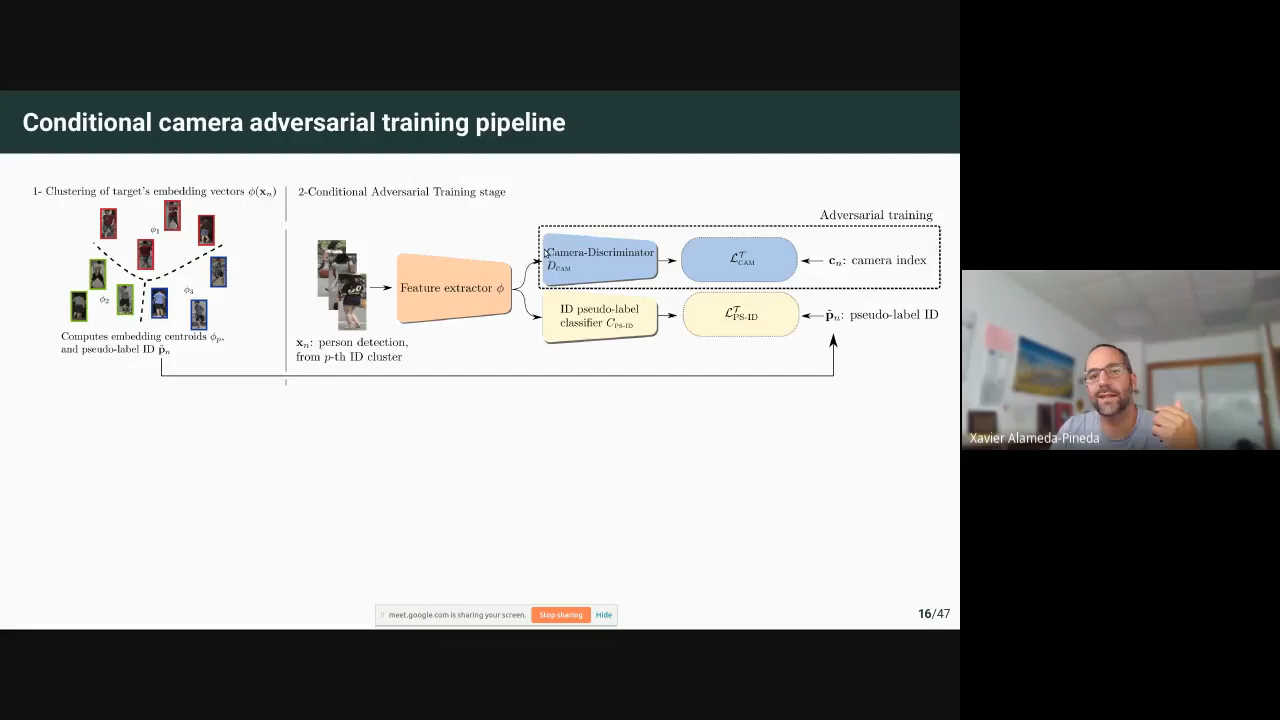 Conditional camera adversarial training pipeline
1- Clustering of target's embedding vectors ϕ(xₙ)
2-Conditional Adversarial Training stage
Adversarial training
ϕ₁
ϕ₂
ϕ₃
Computes embedding centroids ϕₚ,
and pseudo-label ID p̃ₙ
xₙ: person detection,
from p-th ID cluster
Feature extractor ϕ
Camera-Discriminator
D_CAM
ℒ^𝒯_CAM
cₙ: camera index
ID pseudo-label
classifier C_PS-ID
ℒ^𝒯_PS-ID
p̃ₙ: pseudo-label ID
Xavier Alameda-Pineda
meet.google.com is sharing your screen.
Stop sharing
Hide
16/47